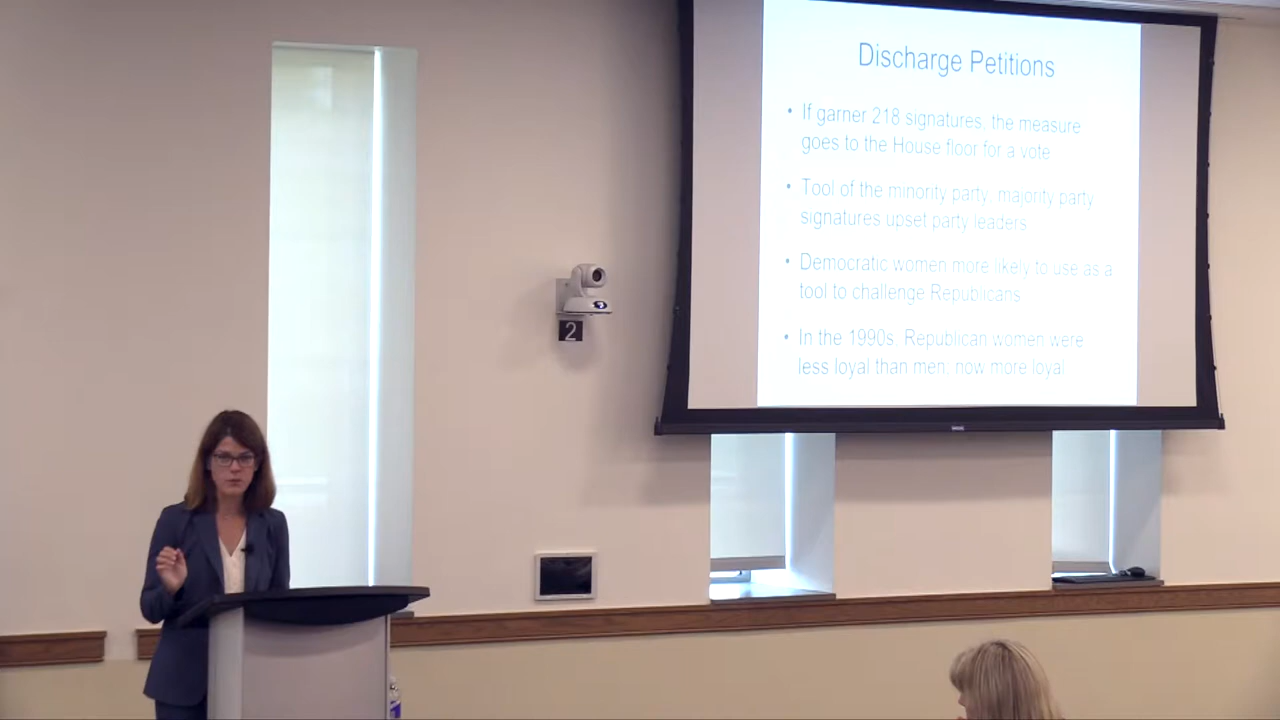 Discharge Petitions
• If garner 218 signatures, the measure
goes to the House floor for a vote
• Tool of the minority party, majority party
signatures upset party leaders
• Democratic women more likely to use as a
tool to challenge Republicans
• In the 1990s, Republican women were
less loyal than men, now more loyal
2